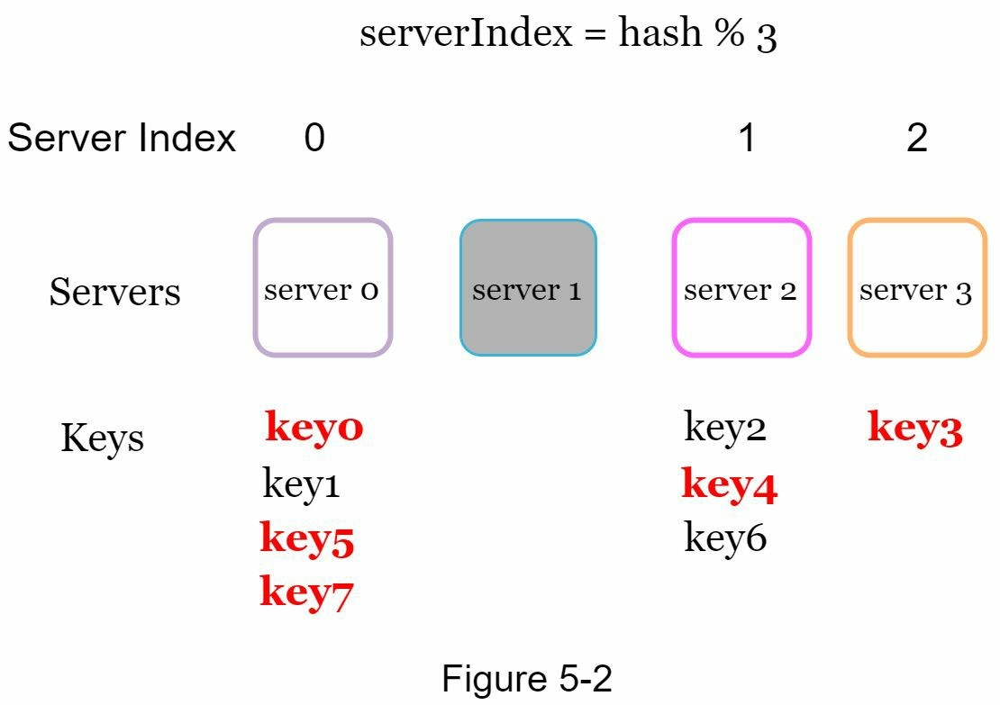 serverIndex = hash % 3
Server Index 0 1 2
Servers server 0 server 1 server 2 server 3
Keys key0 key2 key3
key1 key4
key5 key6
key7
Figure 5-2